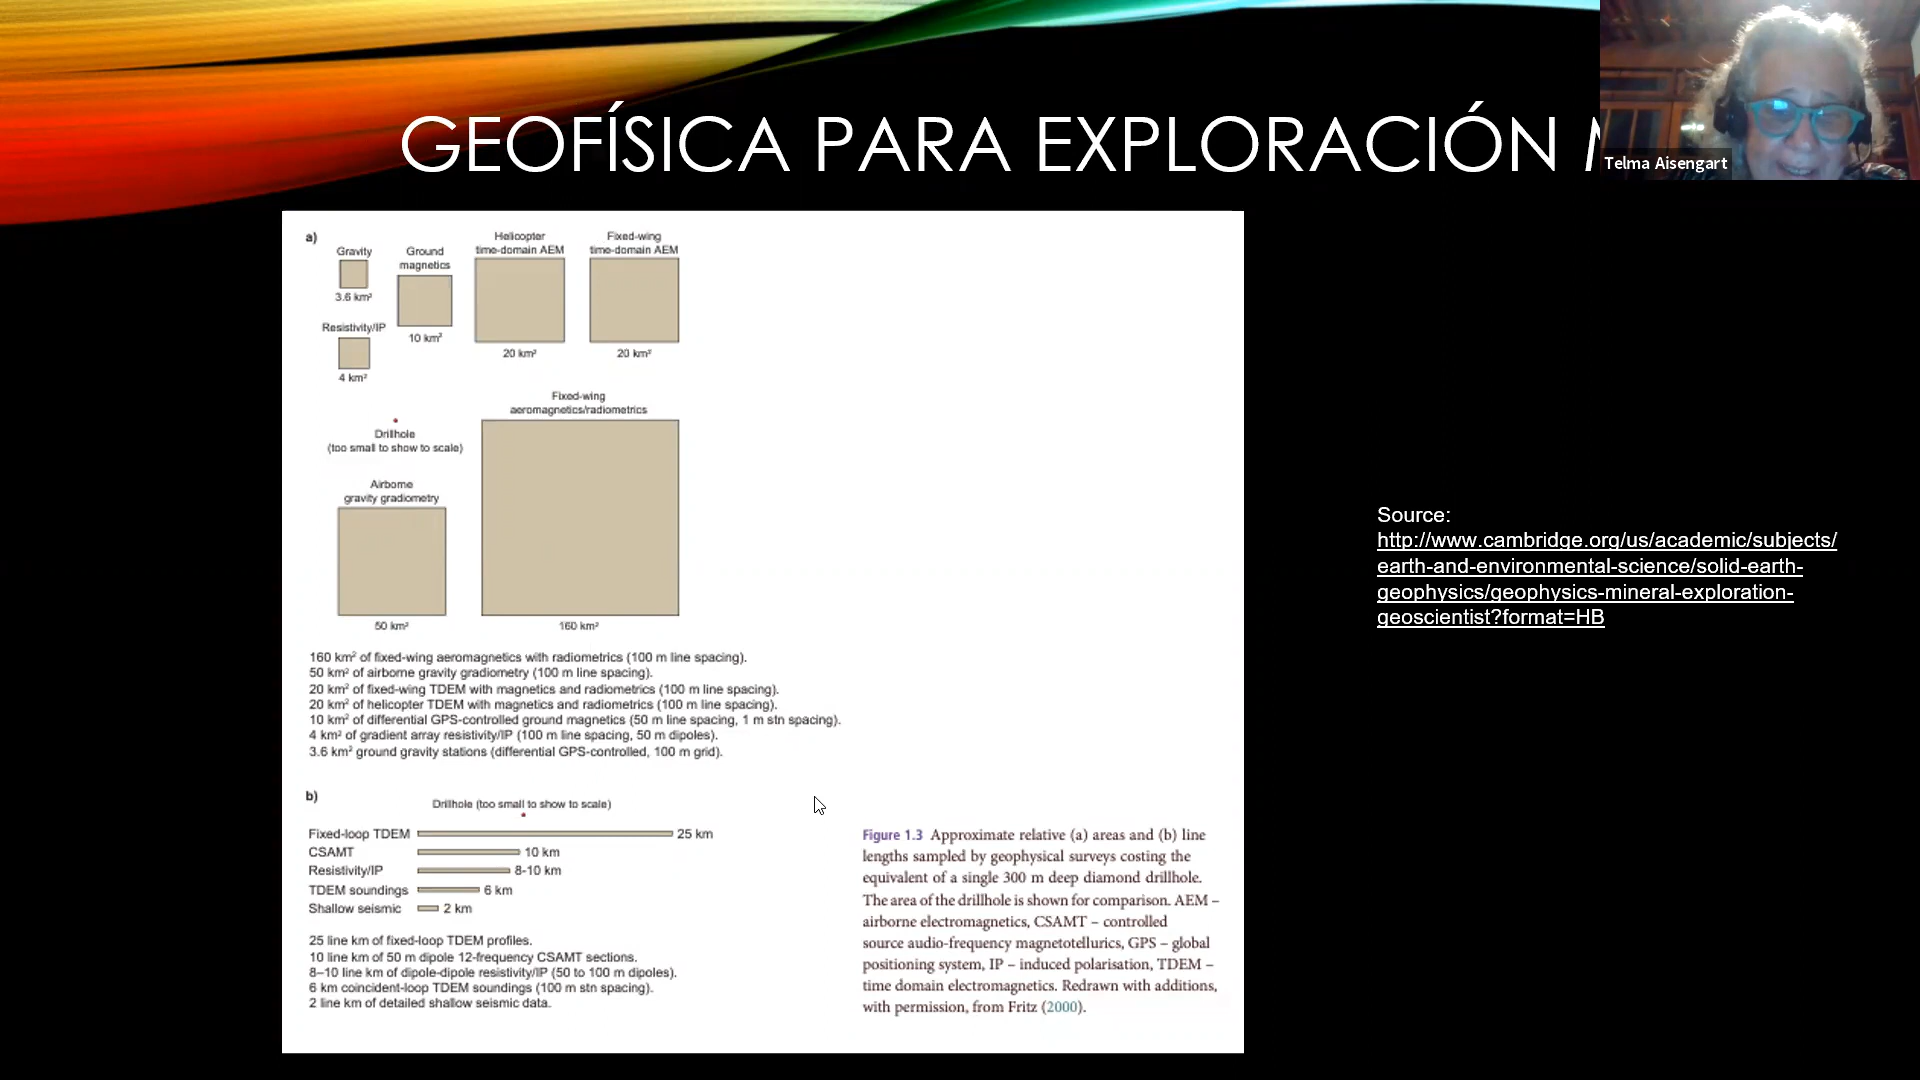 GEOFÍSICA PARA EXPLORACIÓN
Telma Aisengart
a)
Gravity
3.6 km²
Ground
magnetics
10 km²
Helicopter
time-domain AEM
20 km²
Fixed-wing
time-domain AEM
20 km²
Resistivity/IP
4 km²
Drillhole
(too small to show to scale)
Fixed-wing
aeromagnetics/radiometrics
160 km²
Airborne
gravity gradiometry
50 km²
160 km² of fixed-wing aeromagnetics with radiometrics (100 m line spacing).
50 km² of airborne gravity gradiometry (100 m line spacing).
20 km² of fixed-wing TDEM with magnetics and radiometrics (100 m line spacing).
20 km² of helicopter TDEM with magnetics and radiometrics (100 m line spacing).
10 km² of differential GPS-controlled ground magnetics (50 m line spacing, 1 m stn spacing).
4 km² of gradient array resistivity/IP (100 m line spacing, 50 m dipoles).
3.6 km² ground gravity stations (differential GPS-controlled, 100 m grid).
b)
Drillhole (too small to show to scale)
Fixed-loop TDEM 25 km
CSAMT 10 km
Resistivity/IP 8-10 km
TDEM soundings 6 km
Shallow seismic 2 km
25 line km of fixed-loop TDEM profiles.
10 line km of 50 m dipole 12-frequency CSAMT sections.
8–10 line km of dipole-dipole resistivity/IP (50 to 100 m dipoles).
6 km coincident-loop TDEM soundings (100 m stn spacing).
2 line km of detailed shallow seismic data.
Figure 1.3 Approximate relative (a) areas and (b) line
lengths sampled by geophysical surveys costing the
equivalent of a single 300 m deep diamond drillhole.
The area of the drillhole is shown for comparison. AEM –
airborne electromagnetics, CSAMT – controlled
source audio-frequency magnetotellurics, GPS – global
positioning system, IP – induced polarisation, TDEM –
time domain electromagnetics. Redrawn with additions,
with permission, from Fritz (2000).
Source:
http://www.cambridge.org/us/academic/subjects/
earth-and-environmental-science/solid-earth-
geophysics/geophysics-mineral-exploration-
geoscientist?format=HB